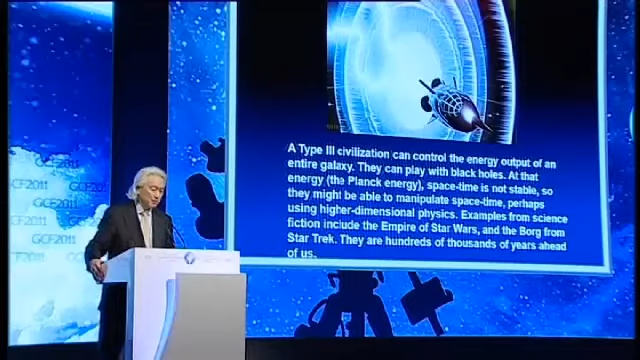 A Type III civilization can control the energy output of an
entire galaxy. They can play with black holes. At that
energy (the Planck energy), space-time is not stable, so
they might be able to manipulate space-time, perhaps
using higher-dimensional physics. Examples from science
fiction include the Empire of Star Wars, and the Borg from
Star Trek. They are hundreds of thousands of years ahead
of us.
GCF2011
GCF2011
GCF2011
GCF2011